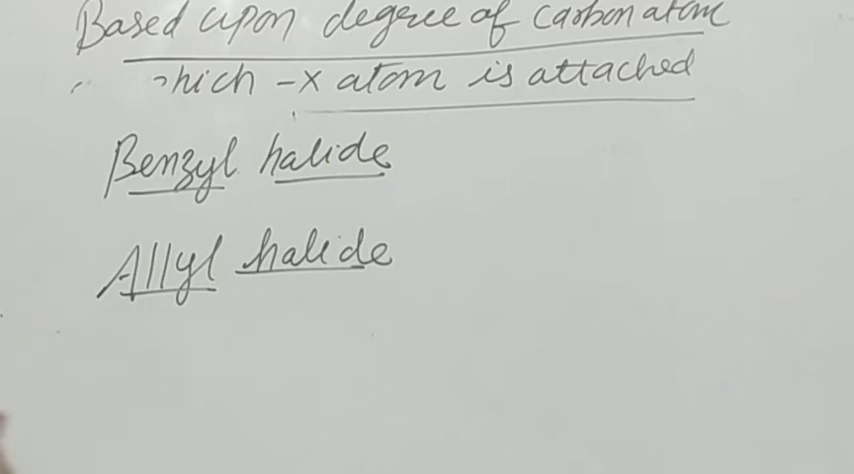 Based upon degree of carbon atom
which -X atom is attached
Benzyl halide
Allyl halide